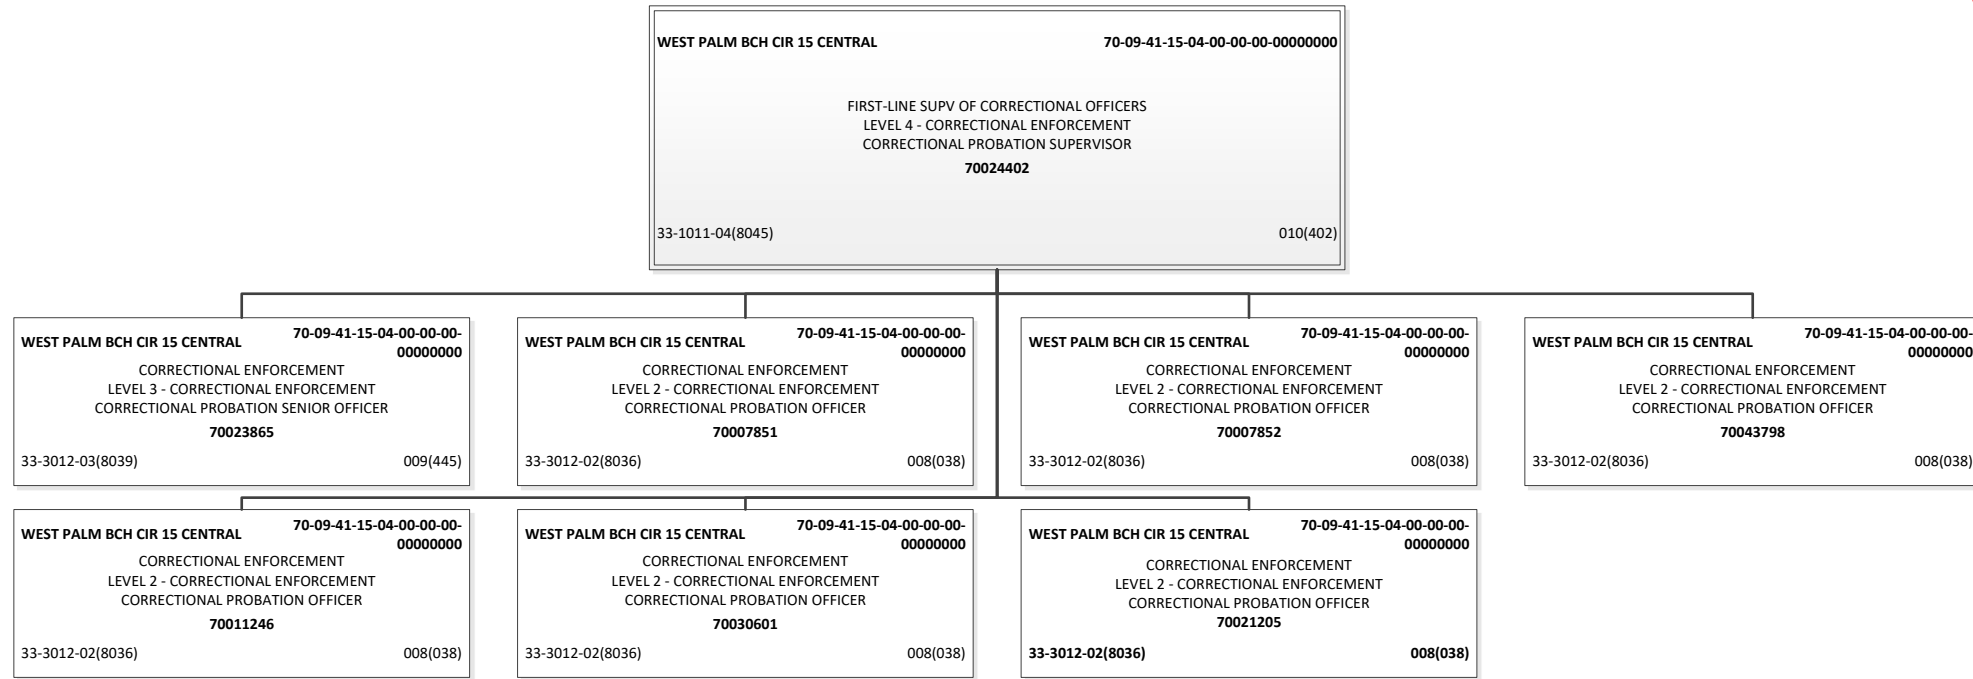 WEST PALM BCH CIR 15 CENTRAL 70-09-41-15-04-00-00-00-00000000
FIRST-LINE SUPV OF CORRECTIONAL OFFICERS
LEVEL 4 - CORRECTIONAL ENFORCEMENT
CORRECTIONAL PROBATION SUPERVISOR
70024402
33-1011-04(8045) 010(402)
WEST PALM BCH CIR 15 CENTRAL 70-09-41-15-04-00-00-00-
00000000
CORRECTIONAL ENFORCEMENT
LEVEL 3 - CORRECTIONAL ENFORCEMENT
CORRECTIONAL PROBATION SENIOR OFFICER
70023865
33-3012-03(8039) 009(445)
WEST PALM BCH CIR 15 CENTRAL 70-09-41-15-04-00-00-00-
00000000
CORRECTIONAL ENFORCEMENT
LEVEL 2 - CORRECTIONAL ENFORCEMENT
CORRECTIONAL PROBATION OFFICER
70007851
33-3012-02(8036) 008(038)
WEST PALM BCH CIR 15 CENTRAL 70-09-41-15-04-00-00-00-
00000000
CORRECTIONAL ENFORCEMENT
LEVEL 2 - CORRECTIONAL ENFORCEMENT
CORRECTIONAL PROBATION OFFICER
70007852
33-3012-02(8036) 008(038)
WEST PALM BCH CIR 15 CENTRAL 70-09-41-15-04-00-00-00-
00000000
CORRECTIONAL ENFORCEMENT
LEVEL 2 - CORRECTIONAL ENFORCEMENT
CORRECTIONAL PROBATION OFFICER
70043798
33-3012-02(8036) 008(038)
WEST PALM BCH CIR 15 CENTRAL 70-09-41-15-04-00-00-00-
00000000
CORRECTIONAL ENFORCEMENT
LEVEL 2 - CORRECTIONAL ENFORCEMENT
CORRECTIONAL PROBATION OFFICER
70011246
33-3012-02(8036) 008(038)
WEST PALM BCH CIR 15 CENTRAL 70-09-41-15-04-00-00-00-
00000000
CORRECTIONAL ENFORCEMENT
LEVEL 2 - CORRECTIONAL ENFORCEMENT
CORRECTIONAL PROBATION OFFICER
70030601
33-3012-02(8036) 008(038)
WEST PALM BCH CIR 15 CENTRAL 70-09-41-15-04-00-00-00-
00000000
CORRECTIONAL ENFORCEMENT
LEVEL 2 - CORRECTIONAL ENFORCEMENT
CORRECTIONAL PROBATION OFFICER
70021205
33-3012-02(8036) 008(038)